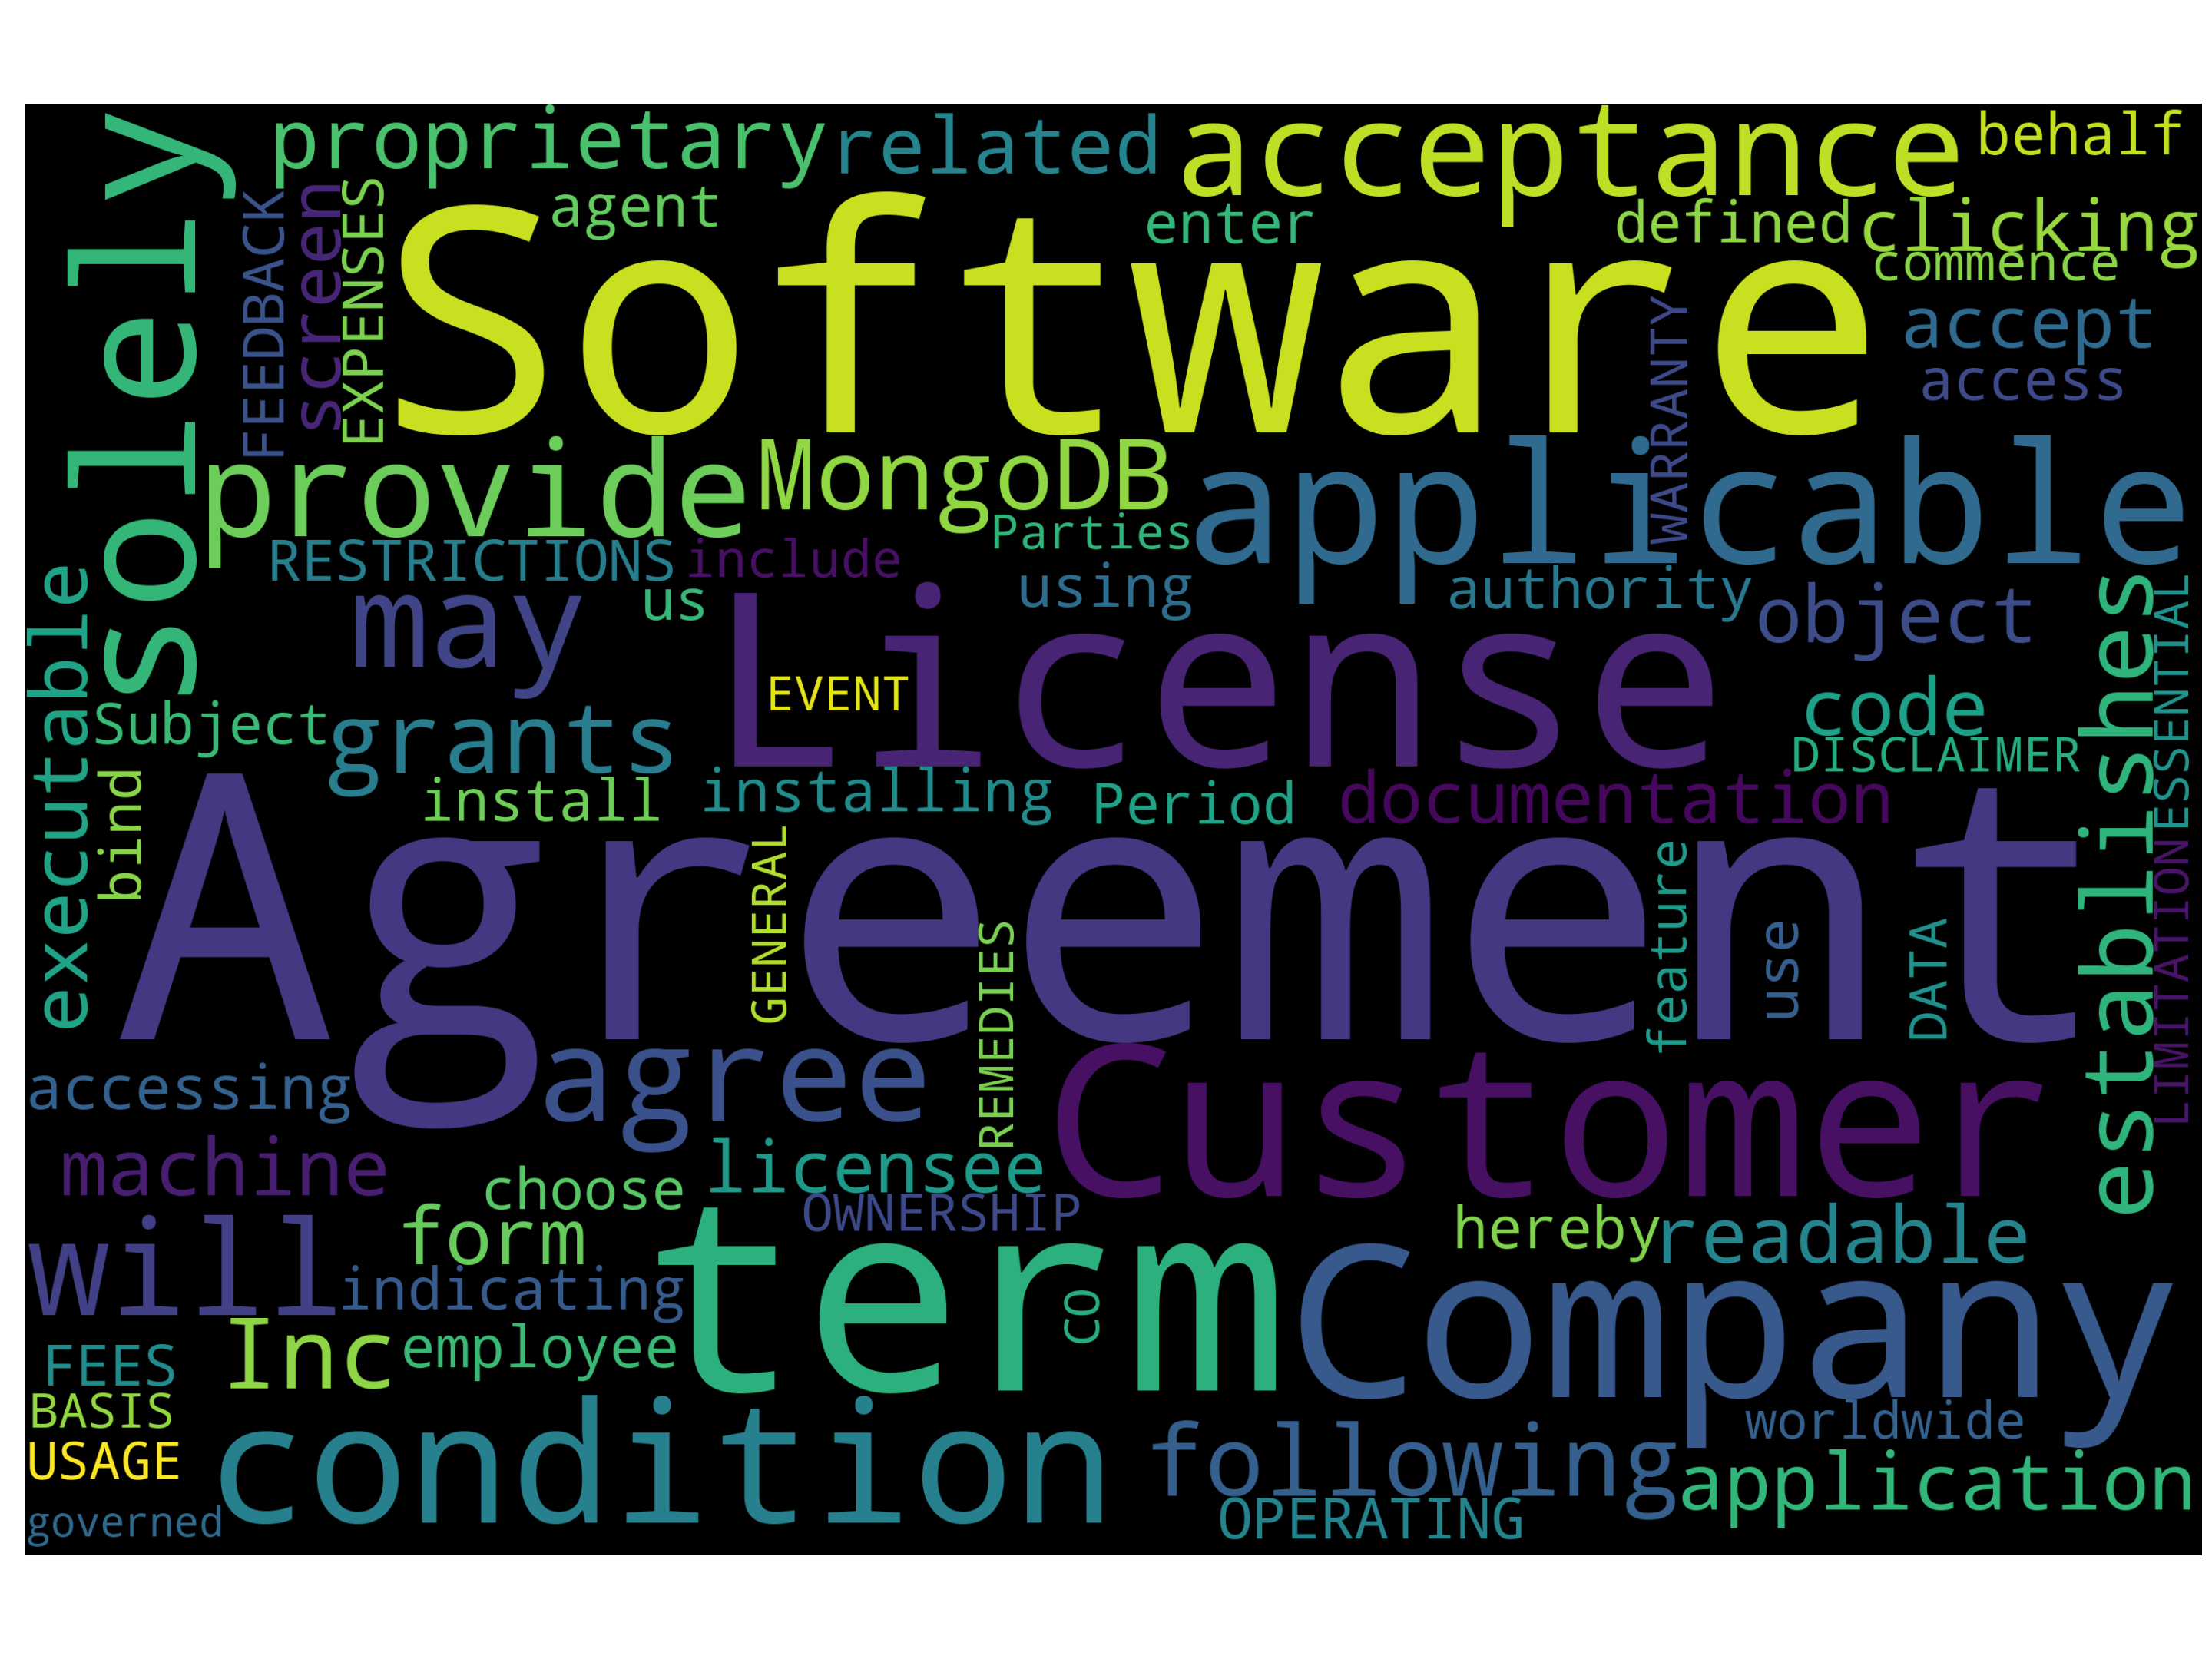 proprietary related acceptance behalf
agent enter defined clicking
commence
solely FEEDBACK screen EXPENSES Software WARRANTY accept
access
provide MongoDB applicable
Parties
RESTRICTIONS include using authority object
may us License
EVENT
executable Subject grants code establishes ESSENTIAL
DISCLAIMER
bind install installing Period documentation
Agreement GENERAL REMEDIES feature use DATA LIMITATION
accessing agree Customer
machine choose licensee
OWNERSHIP
will form term co Company hereby readable
indicating
FEES Inc employee
BASIS condition following worldwide
USAGE application
governed OPERATING